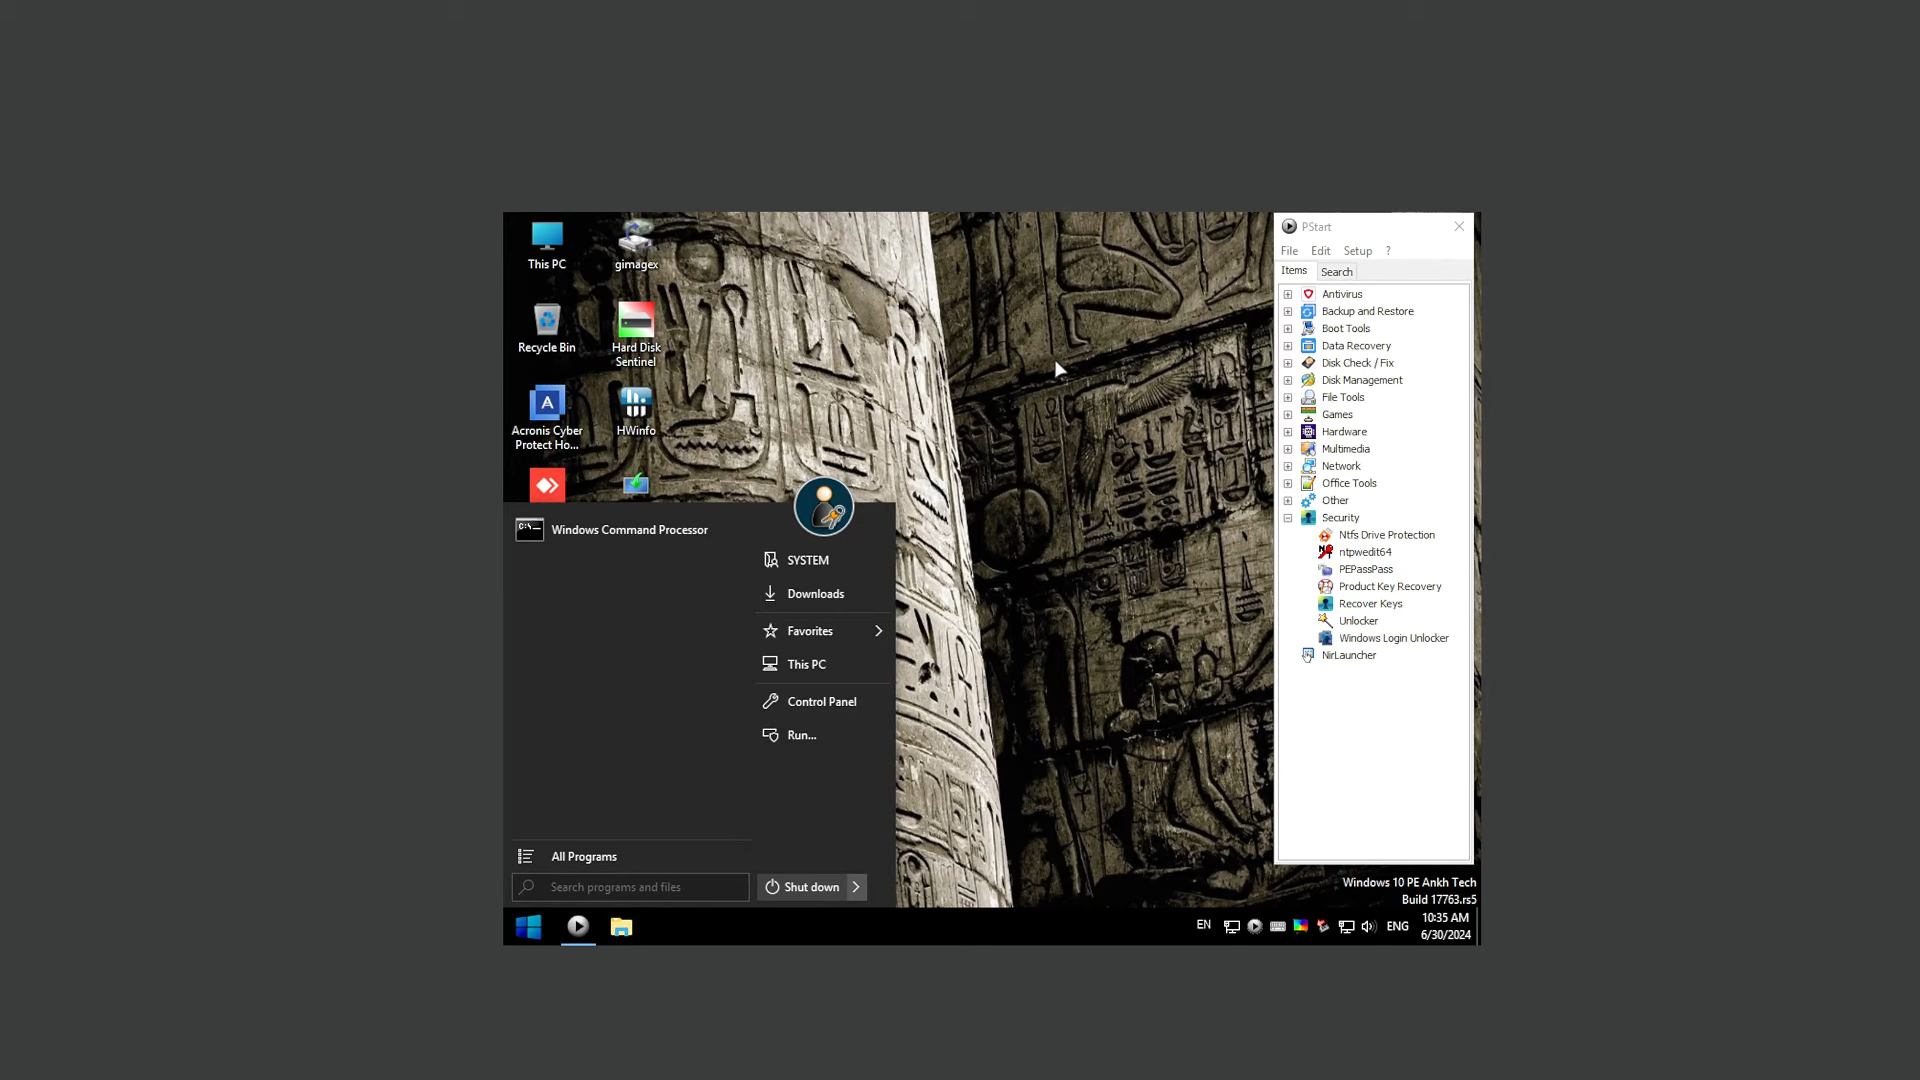 This PC
gimagex
Recycle Bin
Hard Disk
Sentinel
Acronis Cyber
Protect Ho...
HWinfo
Windows Command Processor
SYSTEM
Downloads
Favorites
This PC
Control Panel
Run...
All Programs
Search programs and files
Shut down
PStart
File Edit Setup ?
Items Search
Antivirus
Backup and Restore
Boot Tools
Data Recovery
Disk Check / Fix
Disk Management
File Tools
Games
Hardware
Multimedia
Network
Office Tools
Other
Security
Ntfs Drive Protection
ntpwedit64
PEPassPass
Product Key Recovery
Recover Keys
Unlocker
Windows Login Unlocker
NirLauncher
Windows 10 PE Ankh Tech
Build 17763.rs5
EN ENG 10:35 AM
6/30/2024